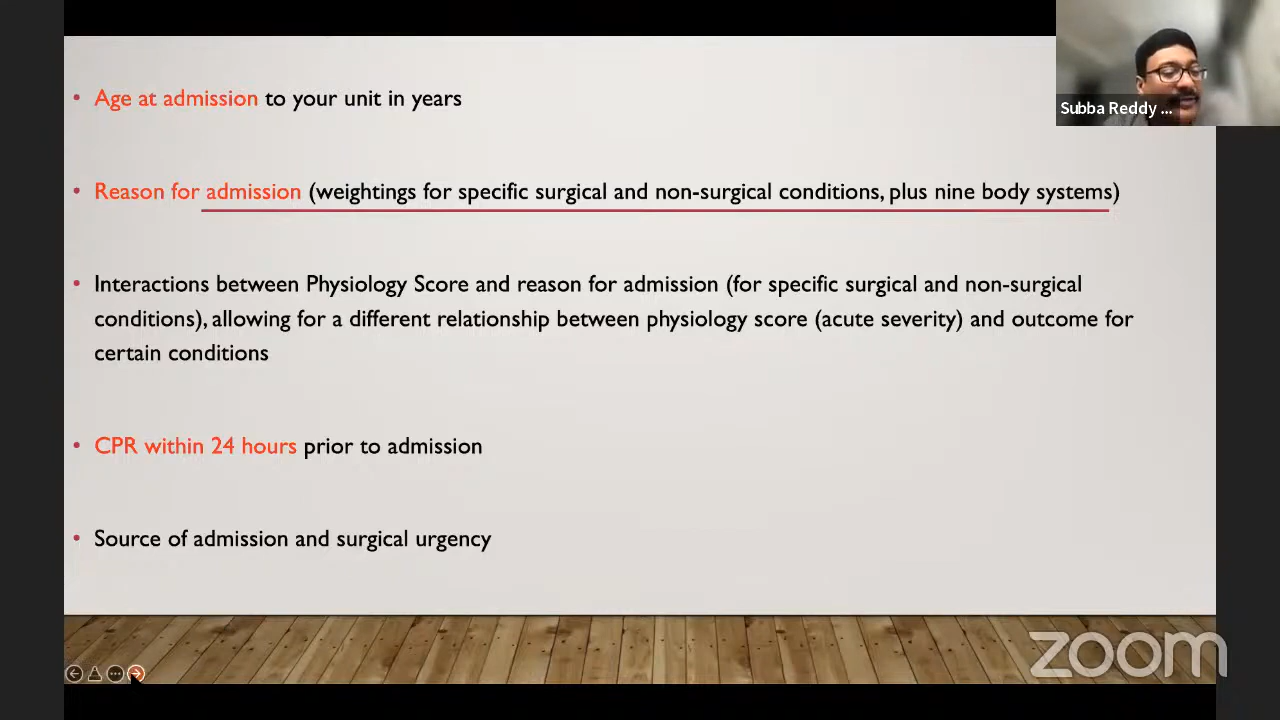 Age at admission to your unit in years
Reason for admission (weightings for specific surgical and non-surgical conditions, plus nine body systems)
Interactions between Physiology Score and reason for admission (for specific surgical and non-surgical
conditions), allowing for a different relationship between physiology score (acute severity) and outcome for
certain conditions
CPR within 24 hours prior to admission
Source of admission and surgical urgency
Subba Reddy ...
zoom